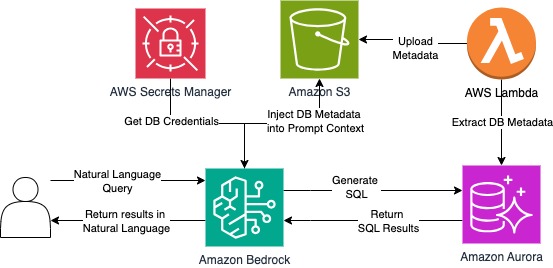 AWS Secrets Manager
Amazon S3
Upload
Metadata
AWS Lambda
Get DB Credentials
Inject DB Metadata
into Prompt Context
Extract DB Metadata
Natural Language
Query
Generate
SQL
Return results in
Natural Language
Return
SQL Results
Amazon Bedrock
Amazon Aurora